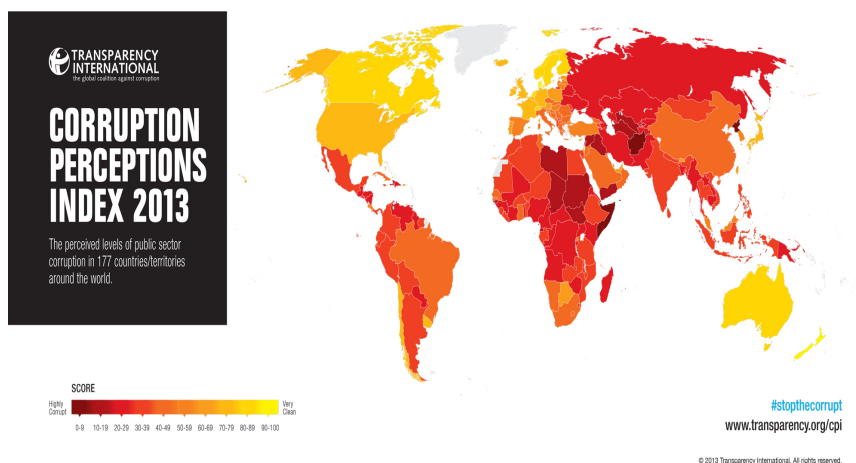 TRANSPARENCY
INTERNATIONAL
the global coalition against corruption
CORRUPTION
PERCEPTIONS
INDEX 2013
The perceived levels of public sector
corruption in 177 countries/territories
around the world.
SCORE
Highly
Corrupt
Very
Clean
0-9 10-19 20-29 30-39 40-49 50-59 60-69 70-79 80-89 90-100
#stopthecorrupt
www.transparency.org/cpi
© 2013 Transparency International. All rights reserved.